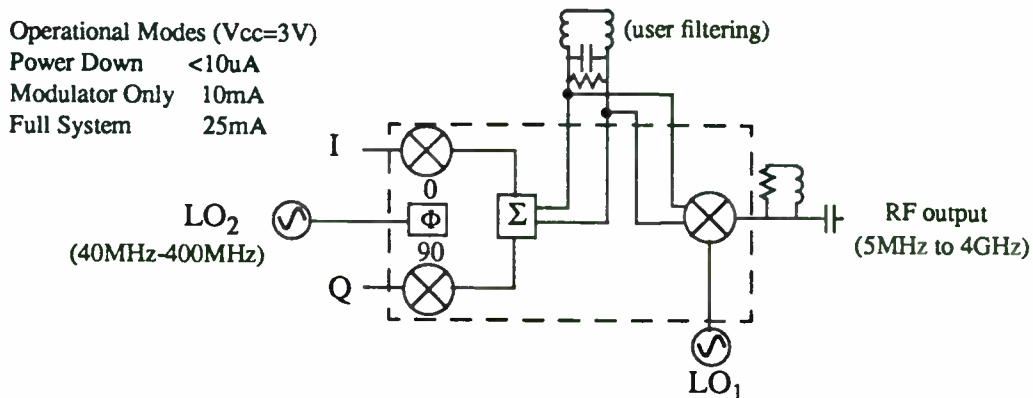 Operational Modes (Vcc=3V)
Power Down <10uA
Modulator Only 10mA
Full System 25mA
(user filtering)
I
0
Φ
90
Σ
LO₂
(40MHz-400MHz)
Q
RF output
(5MHz to 4GHz)
LO₁